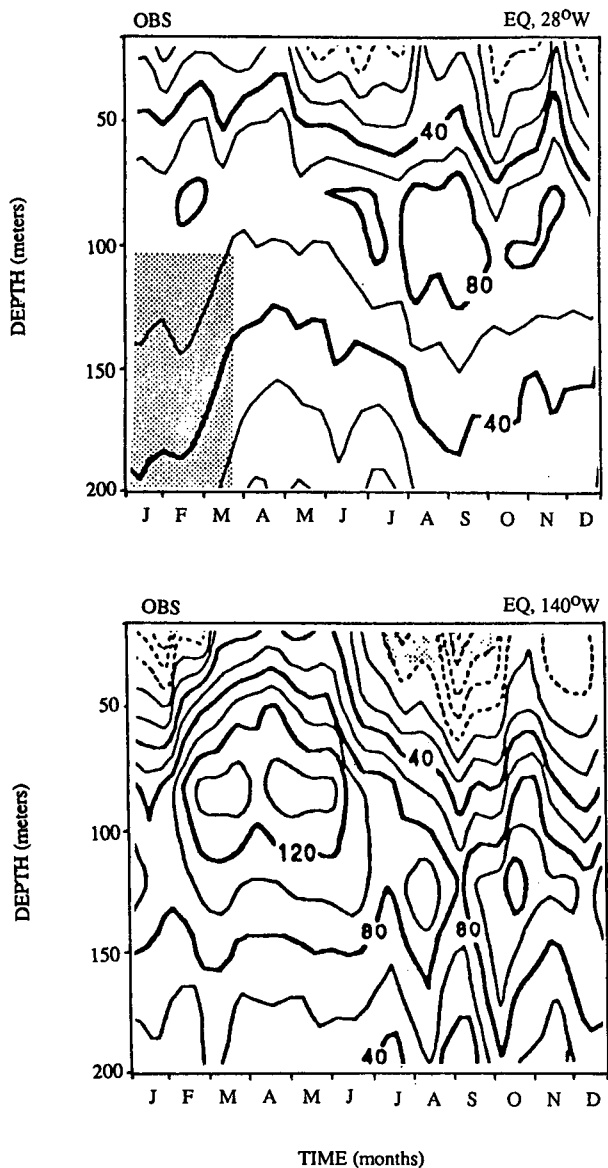 OBS EQ, 28°W
50
40
DEPTH (meters)
100
80
150
40
200
J F M A M J J A S O N D
OBS EQ, 140°W
50
40
DEPTH (meters)
100
120
80 80
150
40
200
J F M A M J J A S O N D
TIME (months)